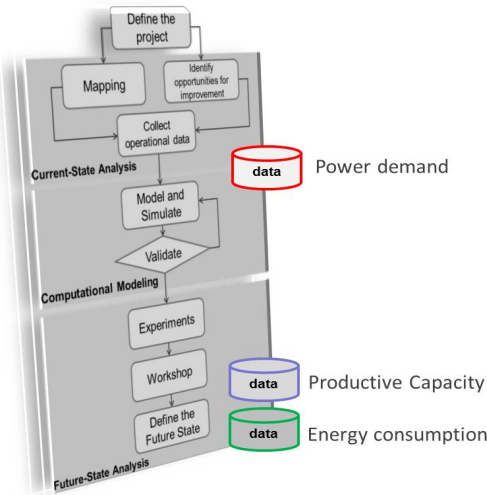 Define the
project
Mapping
Identify
opportunities for
improvement
Collect
operational data
Current-State Analysis
data
Power demand
Model and
Simulate
Validate
Computational Modeling
Experiments
Workshop
data
Productive Capacity
Define the
Future State
data
Energy consumption
Future-State Analysis